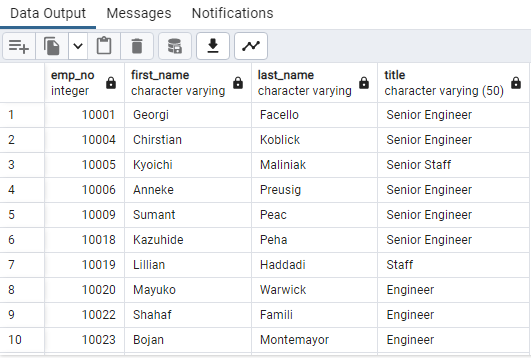 Data Output Messages Notifications
emp_no first_name last_name title
integer character varying character varying character varying (50)
1 10001 Georgi Facello Senior Engineer
2 10004 Chirstian Koblick Senior Engineer
3 10005 Kyoichi Maliniak Senior Staff
4 10006 Anneke Preusig Senior Engineer
5 10009 Sumant Peac Senior Engineer
6 10018 Kazuhide Peha Senior Engineer
7 10019 Lillian Haddadi Staff
8 10020 Mayuko Warwick Engineer
9 10022 Shahaf Famili Engineer
10 10023 Bojan Montemayor Engineer